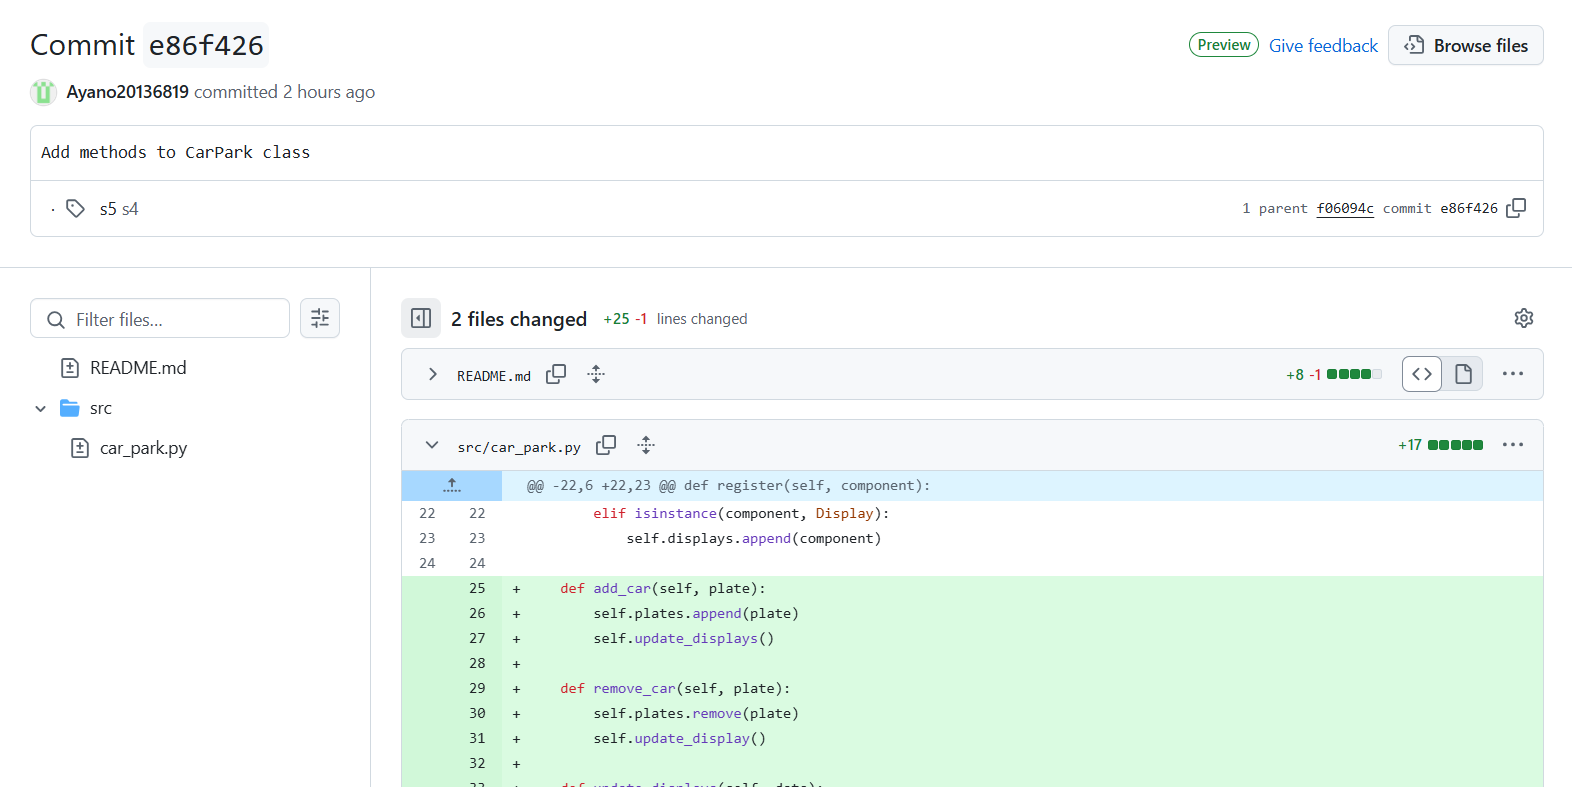 Commit e86f426
Preview Give feedback Browse files
Ayano20136819 committed 2 hours ago
Add methods to CarPark class
· s5 s4
1 parent f06094c commit e86f426
Filter files...
README.md
src
car_park.py
2 files changed +25 -1 lines changed
README.md +8 -1
src/car_park.py +17
@@ -22,6 +22,23 @@ def register(self, component):
22 22 elif isinstance(component, Display):
23 23 self.displays.append(component)
24 24
25 + def add_car(self, plate):
26 + self.plates.append(plate)
27 + self.update_displays()
28 +
29 + def remove_car(self, plate):
30 + self.plates.remove(plate)
31 + self.update_display()
32 +
33 + def update_displays(self, data):